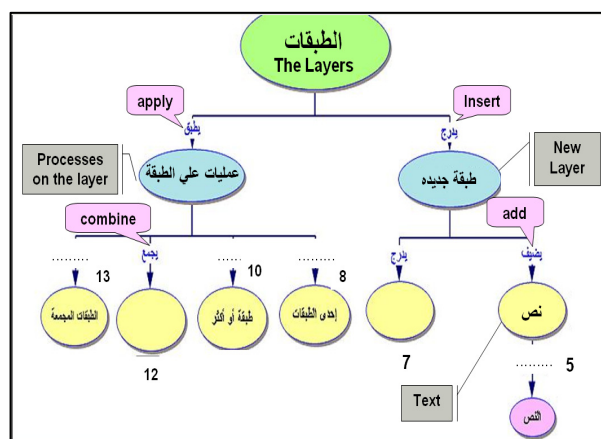 الطبقات
The Layers
apply
Insert
يطبق
يدرج
Processes
on the layer
عمليات علي الطبقة
طبقة جديده
New
Layer
combine
add
..........
يجمع
.......
.........
يدرج
يضيف
13
10
8
الطبقات المجمعة
طبقة أو أكثر
إحدى الطبقات
نص
12
7
.......... 5
Text
النص